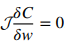 𝒥 δC/δw = 0